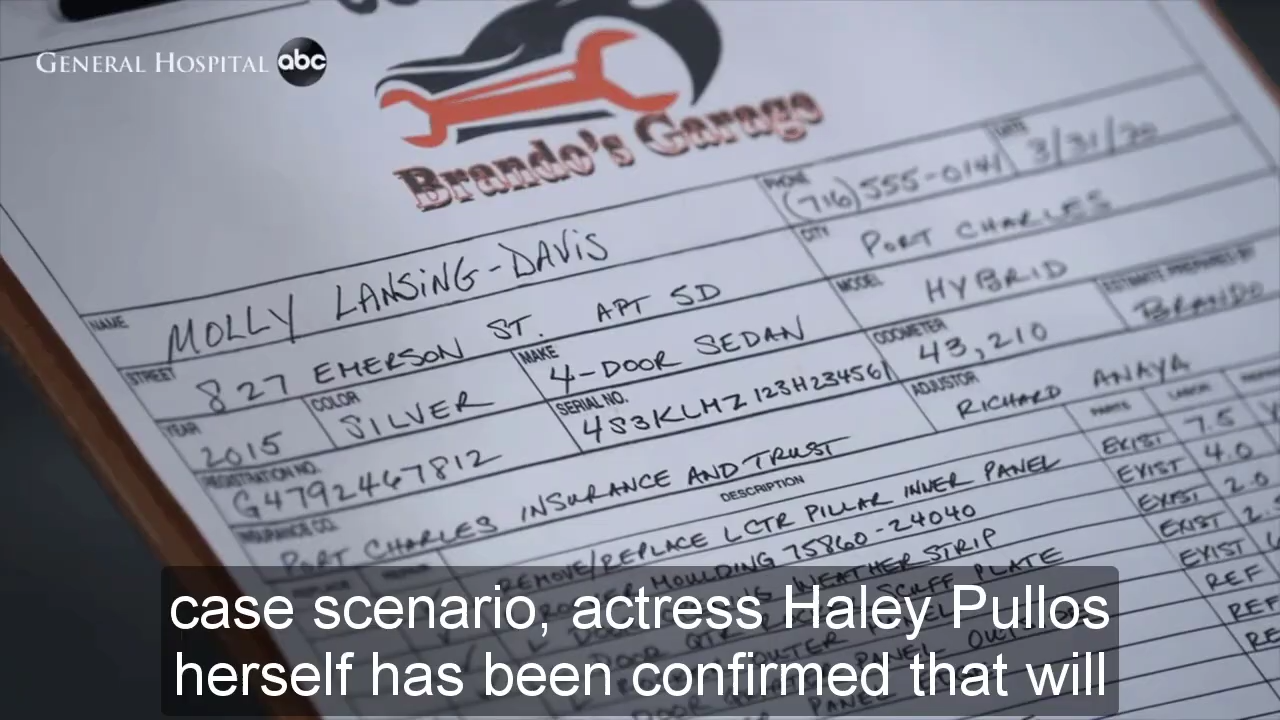 GENERAL HOSPITAL abc
Brando's Garage
DATE
3/31/20
PHONE
(716) 555-0141
NAME
MOLLY LANSING-DAVIS
CITY
PORT CHARLES
STREET
827 EMERSON ST. APT 5D
MODEL
HYBRID
ESTIMATE PREPARED BY
BRANDO
YEAR
2015
COLOR
SILVER
MAKE
4-DOOR SEDAN
ODOMETER
43,210
REGISTRATION NO.
G4792467812
SERIAL NO.
4S3KLMZ123H234561
ADJUSTOR
RICHARD ANAYA
INSURANCE CO.
PORT CHARLES INSURANCE AND TRUST
DESCRIPTION
PARTS
LABOR
REMOVE/REPLACE LCTR PILLAR INNER PANEL EXIST 7.5
MOULDING 75860-24040 EXIST 4.0
WEATHERSTRIP EXIST 2.0
SCUFF PLATE EXIST
EXIST
REF
REF
case scenario, actress Haley Pullos
herself has been confirmed that will